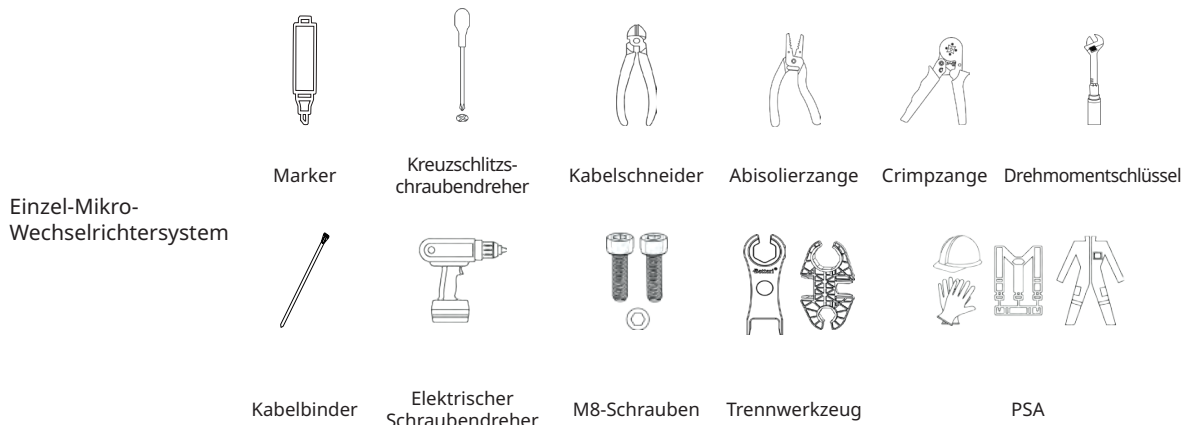 Marker
Kreuzschlitzs-
chraubendreher
Kabelschneider
Abisolierzange
Crimpzange
Drehmomentschlüssel
Einzel-Mikro-
Wechselrichtersystem
Kabelbinder
Elektrischer
Schraubendreher
M8-Schrauben
Trennwerkzeug
PSA